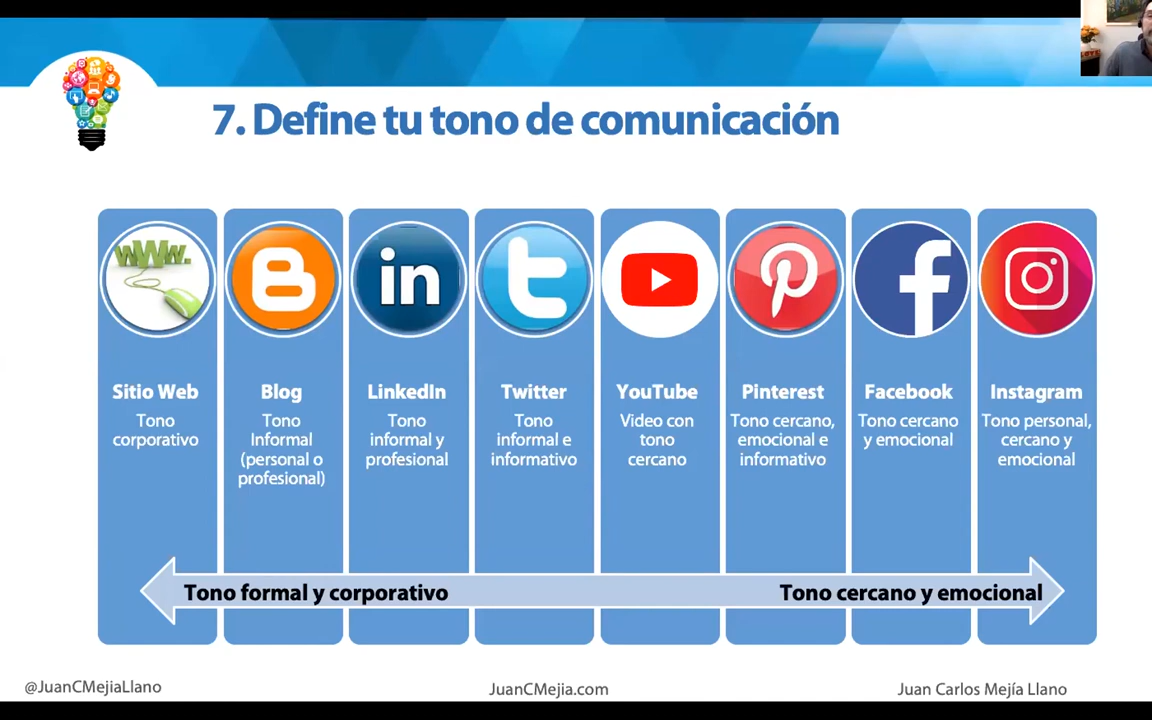 7. Define tu tono de comunicación
www.
Sitio Web
Tono
corporativo
Blog
Tono
Informal
(personal o
profesional)
in
LinkedIn
Tono
informal y
profesional
Twitter
Tono
informal e
informativo
YouTube
Video con
tono
cercano
Pinterest
Tono cercano,
emocional e
informativo
Facebook
Tono cercano
y emocional
Instagram
Tono personal,
cercano y
emocional
Tono formal y corporativo
Tono cercano y emocional
@JuanCMejiaLlano
JuanCMejia.com
Juan Carlos Mejía Llano